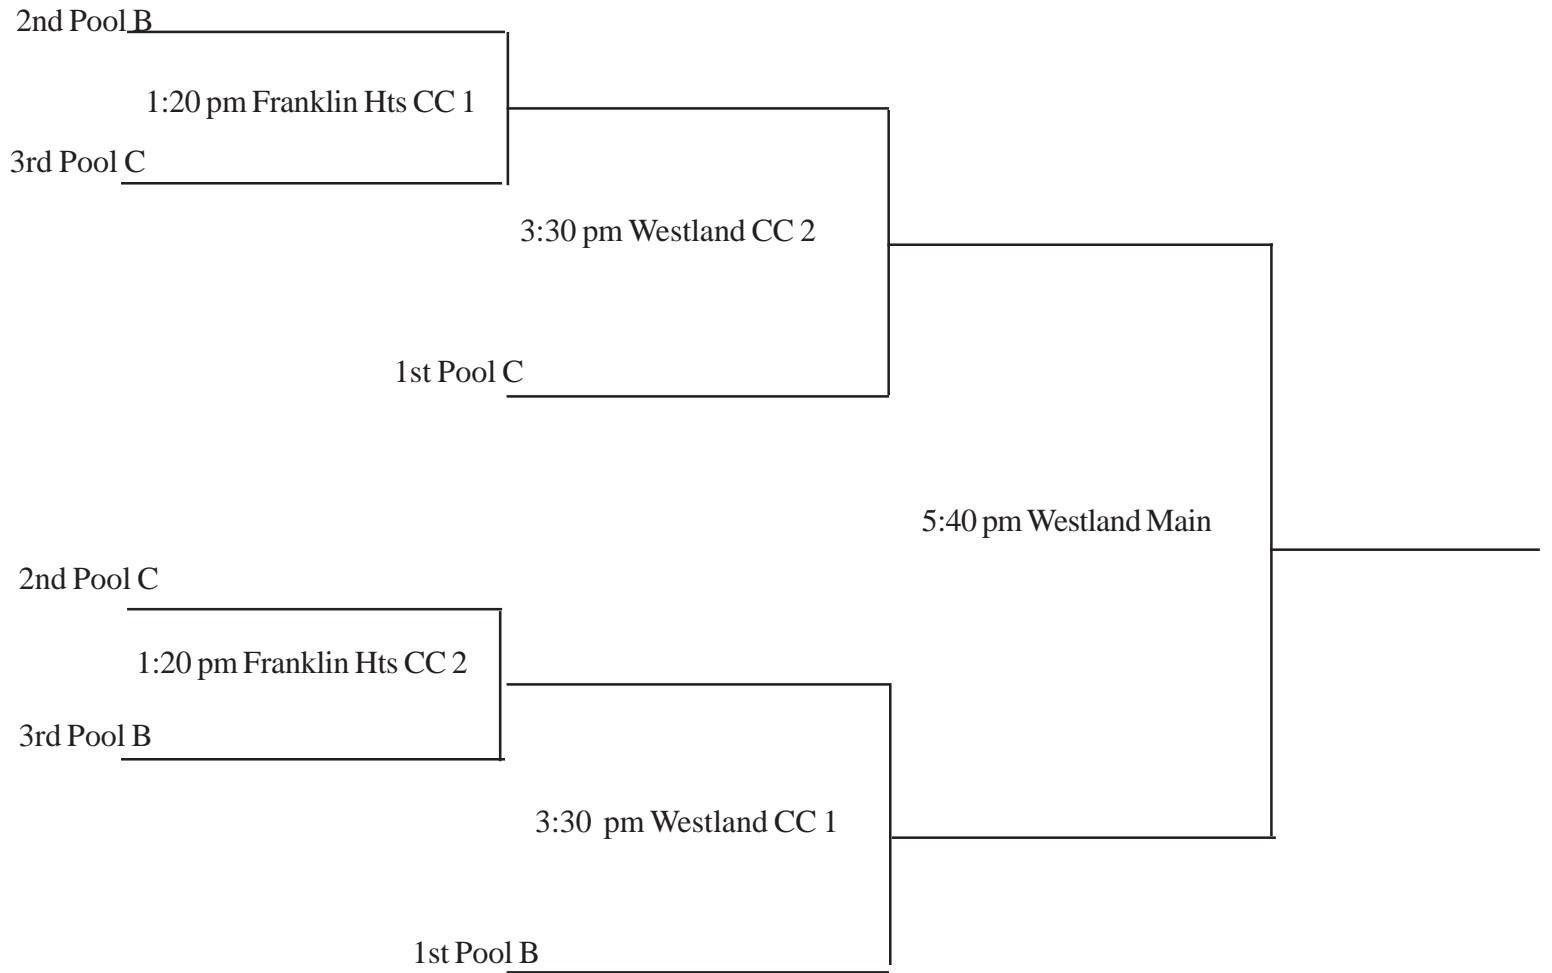 2nd Pool B
1:20 pm Franklin Hts CC 1
3rd Pool C
3:30 pm Westland CC 2
1st Pool C
5:40 pm Westland Main
2nd Pool C
1:20 pm Franklin Hts CC 2
3rd Pool B
3:30 pm Westland CC 1
1st Pool B